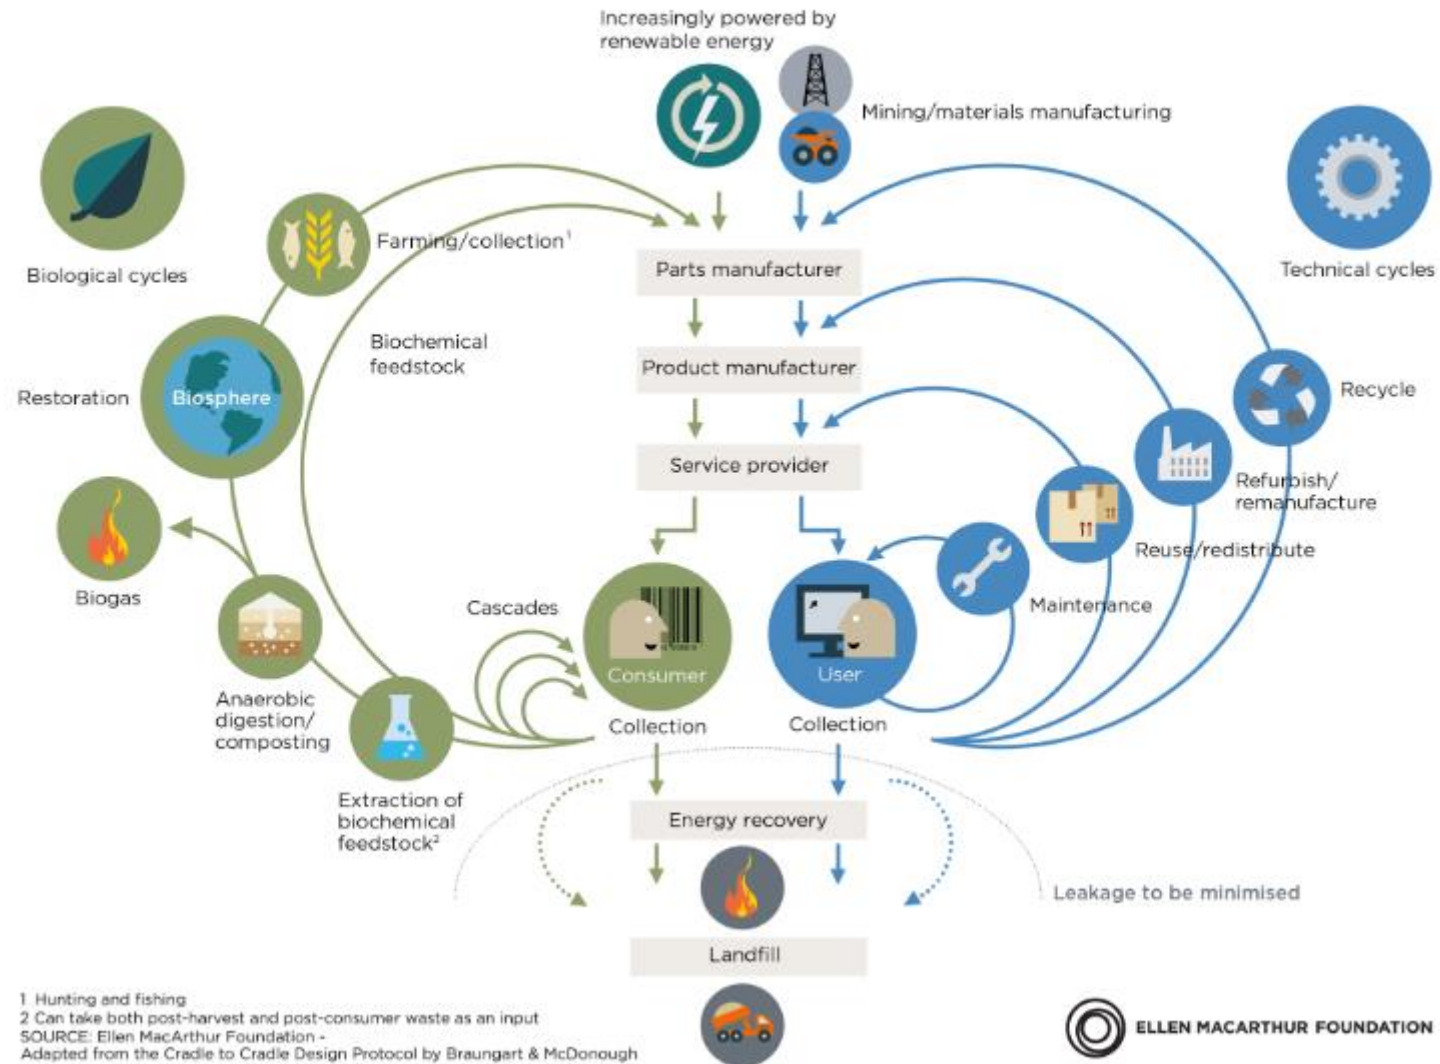 Increasingly powered by
renewable energy
Mining/materials manufacturing
Biological cycles
Technical cycles
Farming/collection¹
Parts manufacturer
Biochemical
feedstock
Product manufacturer
Restoration
Biosphere
Recycle
Service provider
Refurbish/
remanufacture
Reuse/redistribute
Biogas
Cascades
Maintenance
Consumer
User
Anaerobic
digestion/
composting
Collection
Collection
Extraction of
biochemical
feedstock²
Energy recovery
Leakage to be minimised
Landfill
1 Hunting and fishing
2 Can take both post-harvest and post-consumer waste as an input
SOURCE: Ellen MacArthur Foundation -
Adapted from the Cradle to Cradle Design Protocol by Braungart & McDonough
ELLEN MACARTHUR FOUNDATION